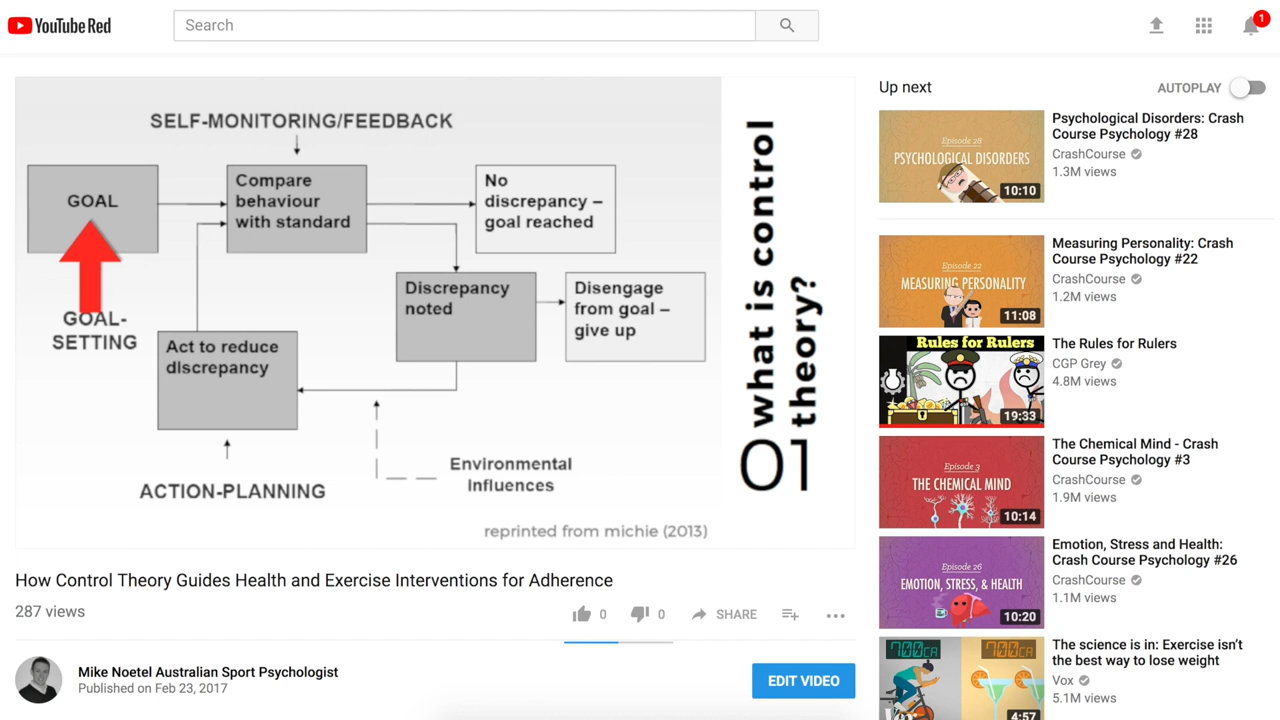 YouTube Red
Search
1
SELF-MONITORING/FEEDBACK
GOAL
Compare
behaviour
with standard
No
discrepancy –
goal reached
GOAL-
SETTING
Discrepancy
noted
Disengage
from goal –
give up
Act to reduce
discrepancy
Environmental
Influences
ACTION-PLANNING
reprinted from michie (2013)
01
what is control
theory?
How Control Theory Guides Health and Exercise Interventions for Adherence
287 views
0
0
SHARE
Mike Noetel Australian Sport Psychologist
Published on Feb 23, 2017
EDIT VIDEO
Up next
AUTOPLAY
Episode 28
PSYCHOLOGICAL DISORDERS
10:10
Psychological Disorders: Crash
Course Psychology #28
CrashCourse
1.3M views
Episode 22
MEASURING PERSONALITY
11:08
Measuring Personality: Crash
Course Psychology #22
CrashCourse
1.2M views
Rules for Rulers
19:33
The Rules for Rulers
CGP Grey
4.8M views
Episode 3
THE CHEMICAL MIND
10:14
The Chemical Mind - Crash
Course Psychology #3
CrashCourse
1.9M views
Episode 26
EMOTION, STRESS, & HEALTH
10:20
Emotion, Stress and Health:
Crash Course Psychology #26
CrashCourse
1.1M views
700CA
700CA
Vox
4:57
The science is in: Exercise isn't
the best way to lose weight
Vox
5.1M views